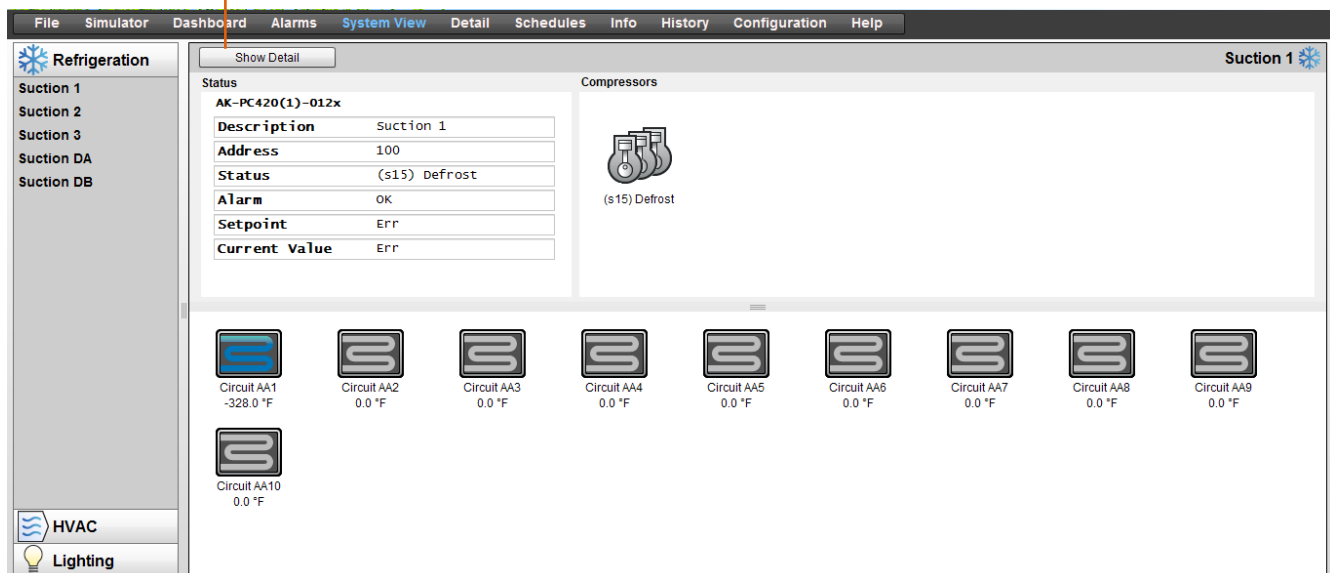 File Simulator Dashboard Alarms System View Detail Schedules Info History Configuration Help
Refrigeration
Suction 1
Suction 2
Suction 3
Suction DA
Suction DB
HVAC
Lighting
Show Detail
Suction 1
Status
AK-PC420(1)-012x
Description Suction 1
Address 100
Status (s15) Defrost
Alarm OK
Setpoint Err
Current Value Err
Compressors
(s15) Defrost
Circuit AA1 Circuit AA2 Circuit AA3 Circuit AA4 Circuit AA5 Circuit AA6 Circuit AA7 Circuit AA8 Circuit AA9
-328.0 °F 0.0 °F 0.0 °F 0.0 °F 0.0 °F 0.0 °F 0.0 °F 0.0 °F 0.0 °F
Circuit AA10
0.0 °F